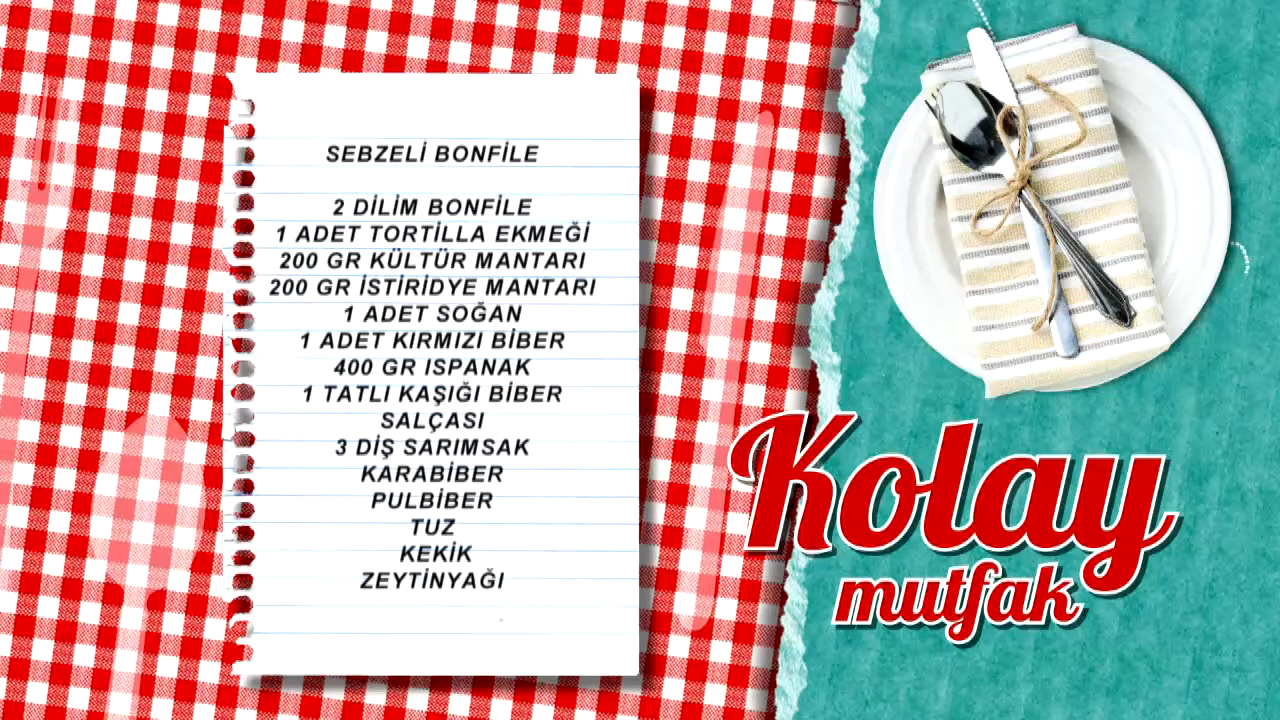 SEBZELİ BONFİLE
2 DİLİM BONFİLE
1 ADET TORTİLLA EKMEĞİ
200 GR KÜLTÜR MANTARI
200 GR İSTİRİDYE MANTARI
1 ADET SOĞAN
1 ADET KIRMIZI BİBER
400 GR ISPANAK
1 TATLI KAŞIĞI BİBER
SALÇASI
3 DİŞ SARIMSAK
KARABİBER
PULBİBER
TUZ
KEKİK
ZEYTİNYAĞI
Kolay
mutfak